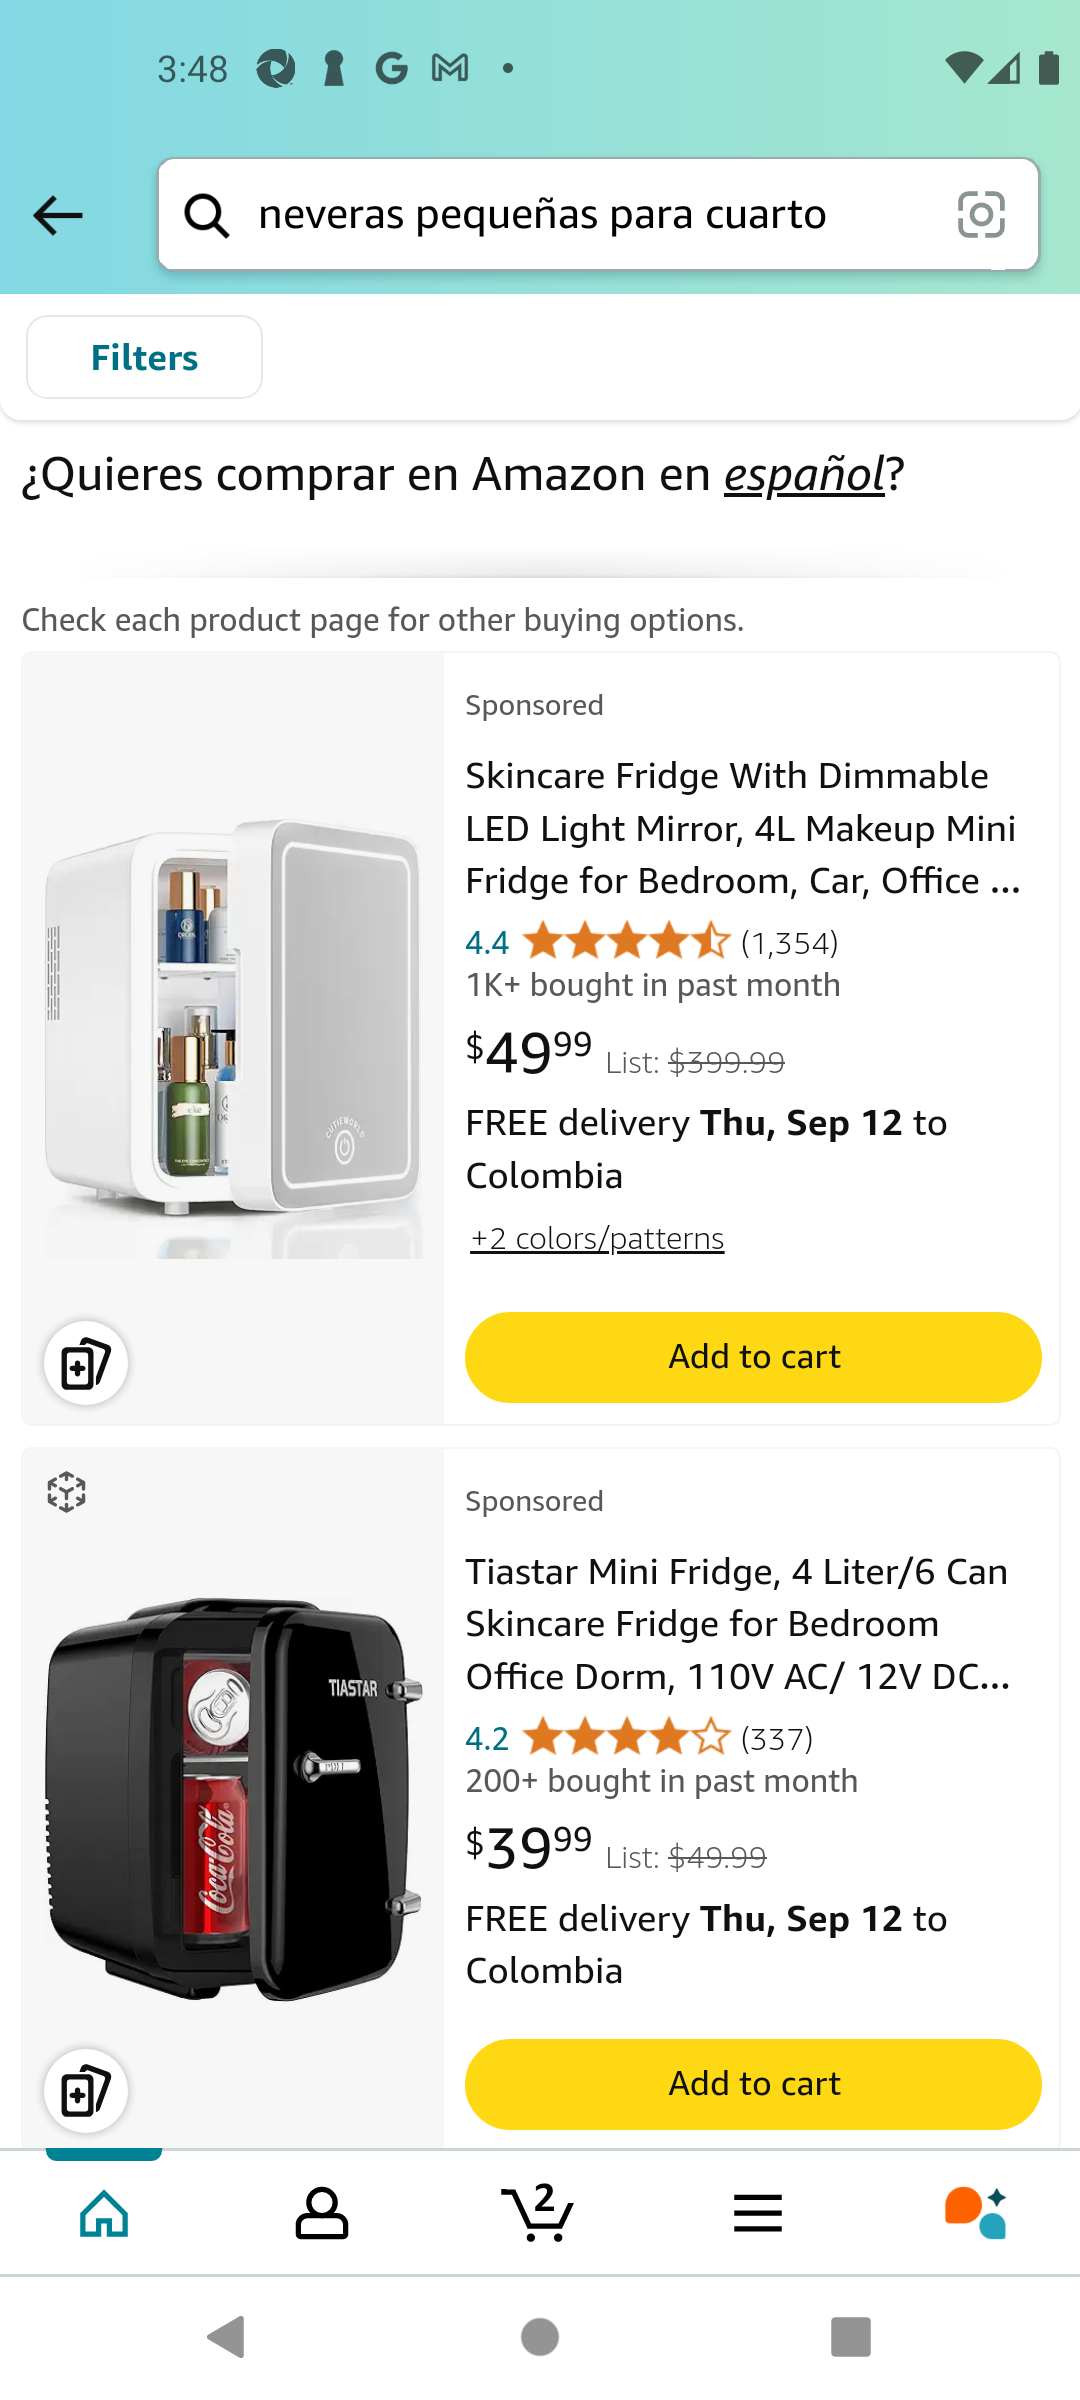 3:48
neveras pequeñas para cuarto
Filters
¿Quieres comprar en Amazon en español?
Check each product page for other buying options.
Sponsored
Skincare Fridge With Dimmable
LED Light Mirror, 4L Makeup Mini
Fridge for Bedroom, Car, Office ...
4.4 (1,354)
1K+ bought in past month
$49.99 List: $399.99
FREE delivery Thu, Sep 12 to
Colombia
+2 colors/patterns
CUTIEWORLD
Add to cart
Sponsored
Tiastar Mini Fridge, 4 Liter/6 Can
Skincare Fridge for Bedroom
Office Dorm, 110V AC/ 12V DC...
4.2 (337)
200+ bought in past month
$39.99 List: $49.99
FREE delivery Thu, Sep 12 to
Colombia
TIASTAR
Coca-Cola
Add to cart
2